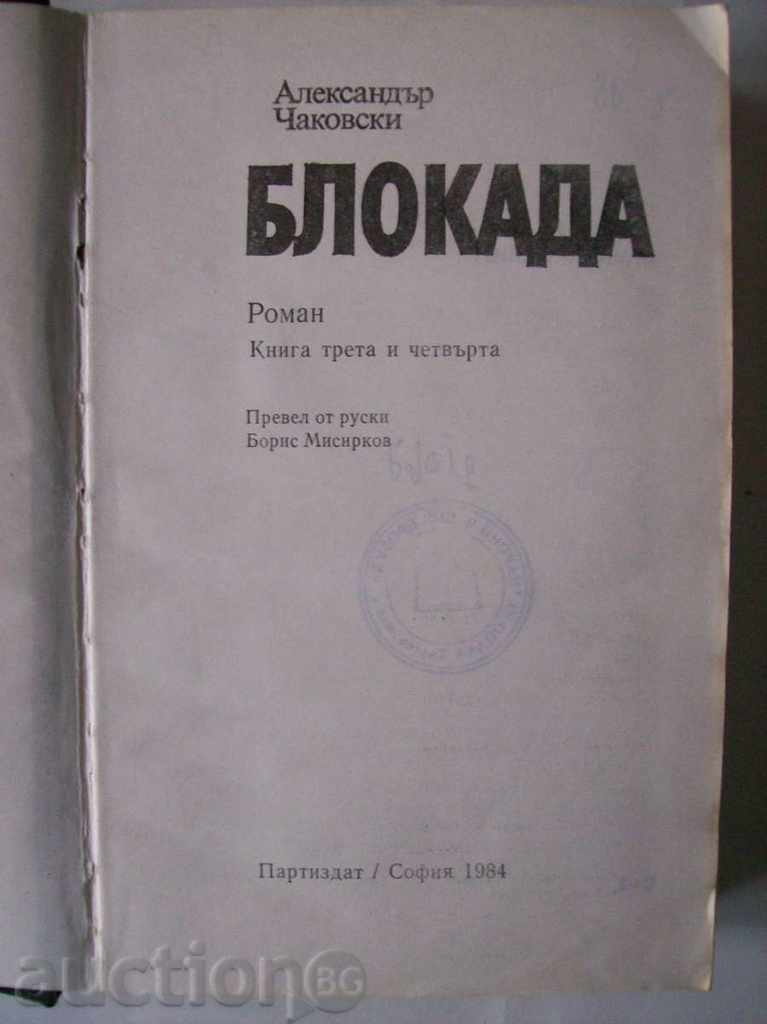 Александър
Чаковски
БЛОКАДА
Роман
Книга трета и четвърта
Превел от руски
Борис Мисирков
Партиздат / София 1984
auctionBG